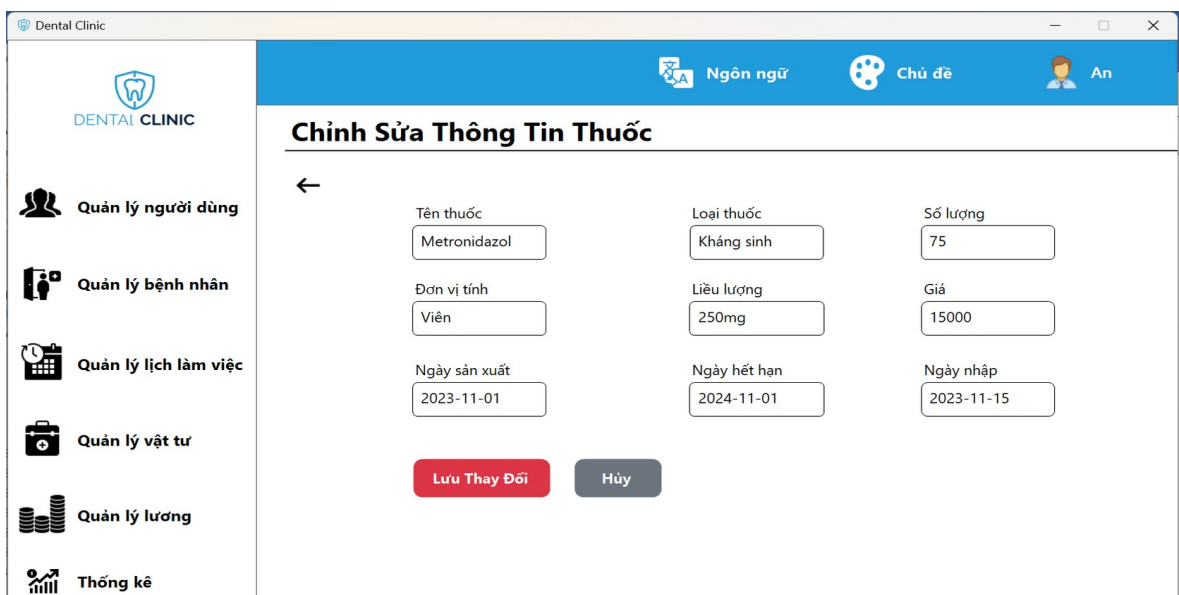 Dental Clinic
Ngôn ngữ
Chủ đề
An
DENTAL CLINIC
Chỉnh Sửa Thông Tin Thuốc
Quản lý người dùng
Quản lý bệnh nhân
Quản lý lịch làm việc
Quản lý vật tư
Quản lý lương
Thống kê
Tên thuốc
Loại thuốc
Số lượng
Metronidazol
Kháng sinh
75
Đơn vị tính
Liều lượng
Giá
Viên
250mg
15000
Ngày sản xuất
Ngày hết hạn
Ngày nhập
2023-11-01
2024-11-01
2023-11-15
Lưu Thay Đổi
Hủy